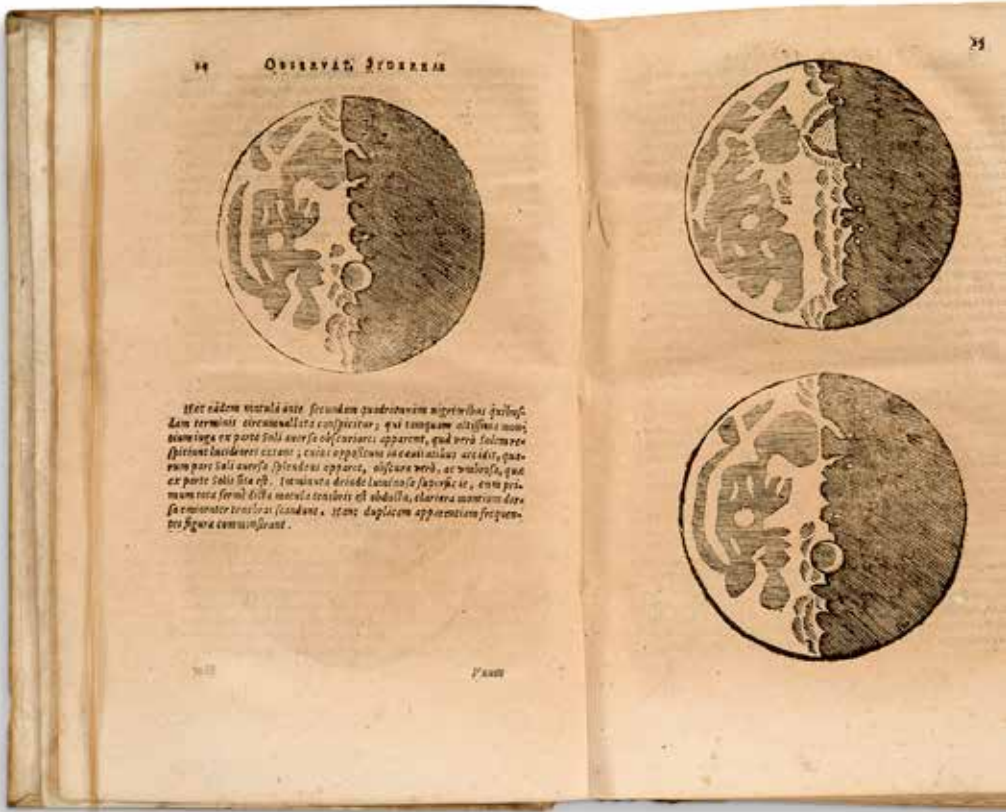 24 OBSERVAT. SIDEREAE
Hæc eadem macula ante secundam quadraturam nigrioribus quibus-
dam terminis circumuallata conspicitur; qui tanquam altissima mon-
tium iuga ex parte Soli auersa obscuriores apparent, quà verò Solem re-
spiciunt lucidiores extant; cuius oppositum in cauitatibus accidit, qua-
rum pars Soli auersa splendens apparet, obscura verò, ac vmbrosa, quæ
ex parte Solis sita est. Imminuta deinde luminosa superficie, cum pri-
mum tota fermè dicta macula tenebris est obducta, clariora montium dor-
sa eminenter tenebras scandunt. Hanc duplicem apparentiam sequen-
tes figuræ commonstrant.
Vnum